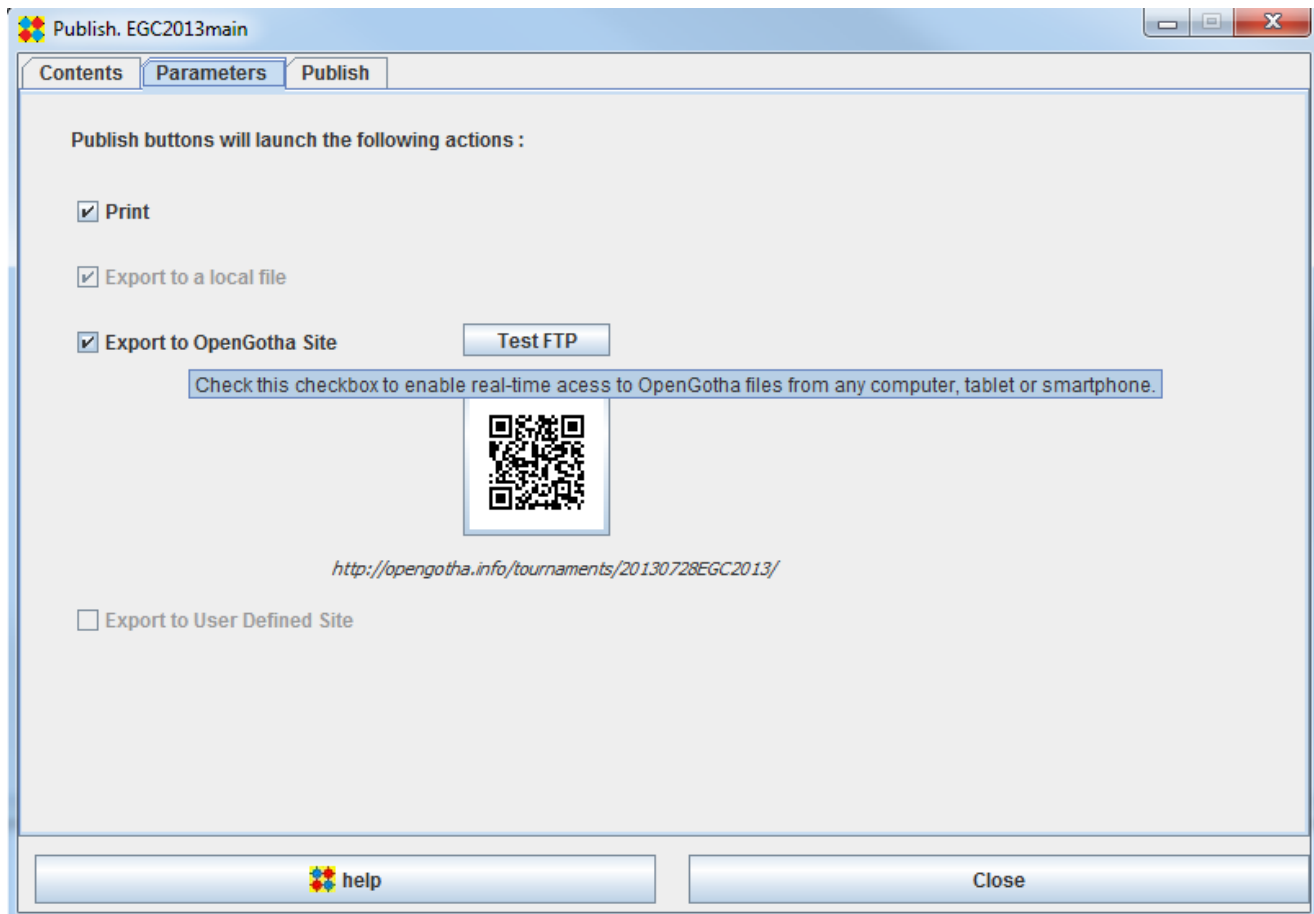 Publish. EGC2013main
Contents Parameters Publish
Publish buttons will launch the following actions :
Print
Export to a local file
Export to OpenGotha Site Test FTP
Check this checkbox to enable real-time acess to OpenGotha files from any computer, tablet or smartphone.
http://opengotha.info/tournaments/20130728EGC2013/
Export to User Defined Site
help Close